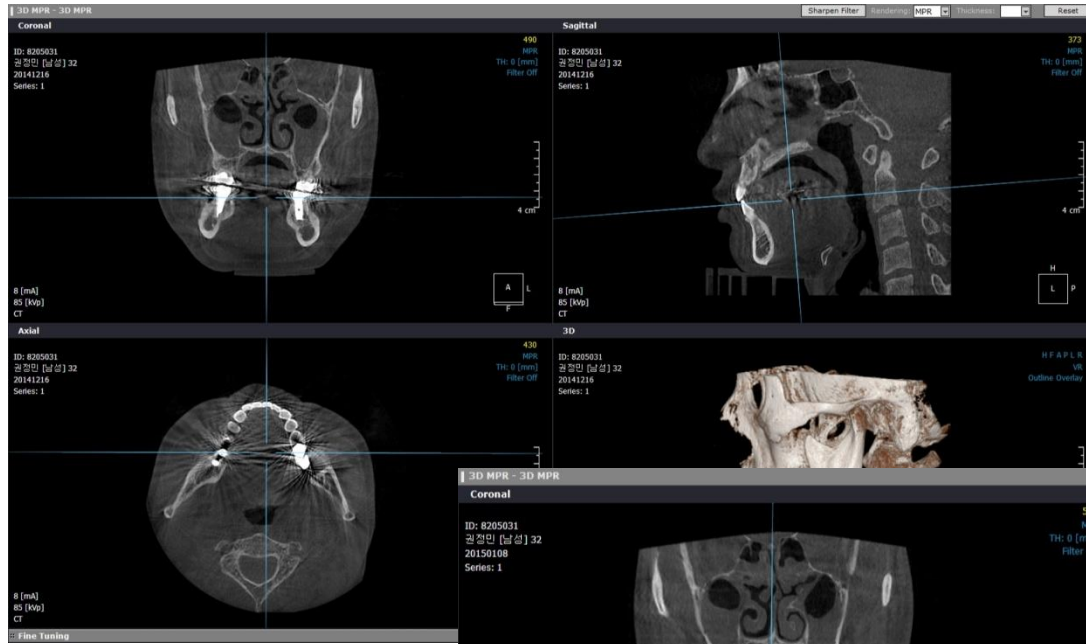 3D MPR - 3D MPR
Sharpen Filter Rendering: MPR Thickness: Reset
Coronal
ID: 8205031
권정민 [남성] 32
20141216
Series: 1
490
MPR
TH: 0 [mm]
Filter Off
4 cm
8 [mA]
85 [kVp]
CT
A L
F
Sagittal
ID: 8205031
권정민 [남성] 32
20141216
Series: 1
373
MPR
TH: 0 [mm]
Filter Off
4 cm
8 [mA]
85 [kVp]
CT
H
L P
Axial
ID: 8205031
권정민 [남성] 32
20141216
Series: 1
430
MPR
TH: 0 [mm]
Filter Off
8 [mA]
85 [kVp]
CT
Fine Tuning
3D
ID: 8205031
권정민 [남성] 32
20141216
Series: 1
H F A P L R
VR
Outline Overlay
3D MPR - 3D MPR
Coronal
ID: 8205031
권정민 [남성] 32
20150108
Series: 1
TH: 0 [m
Filter